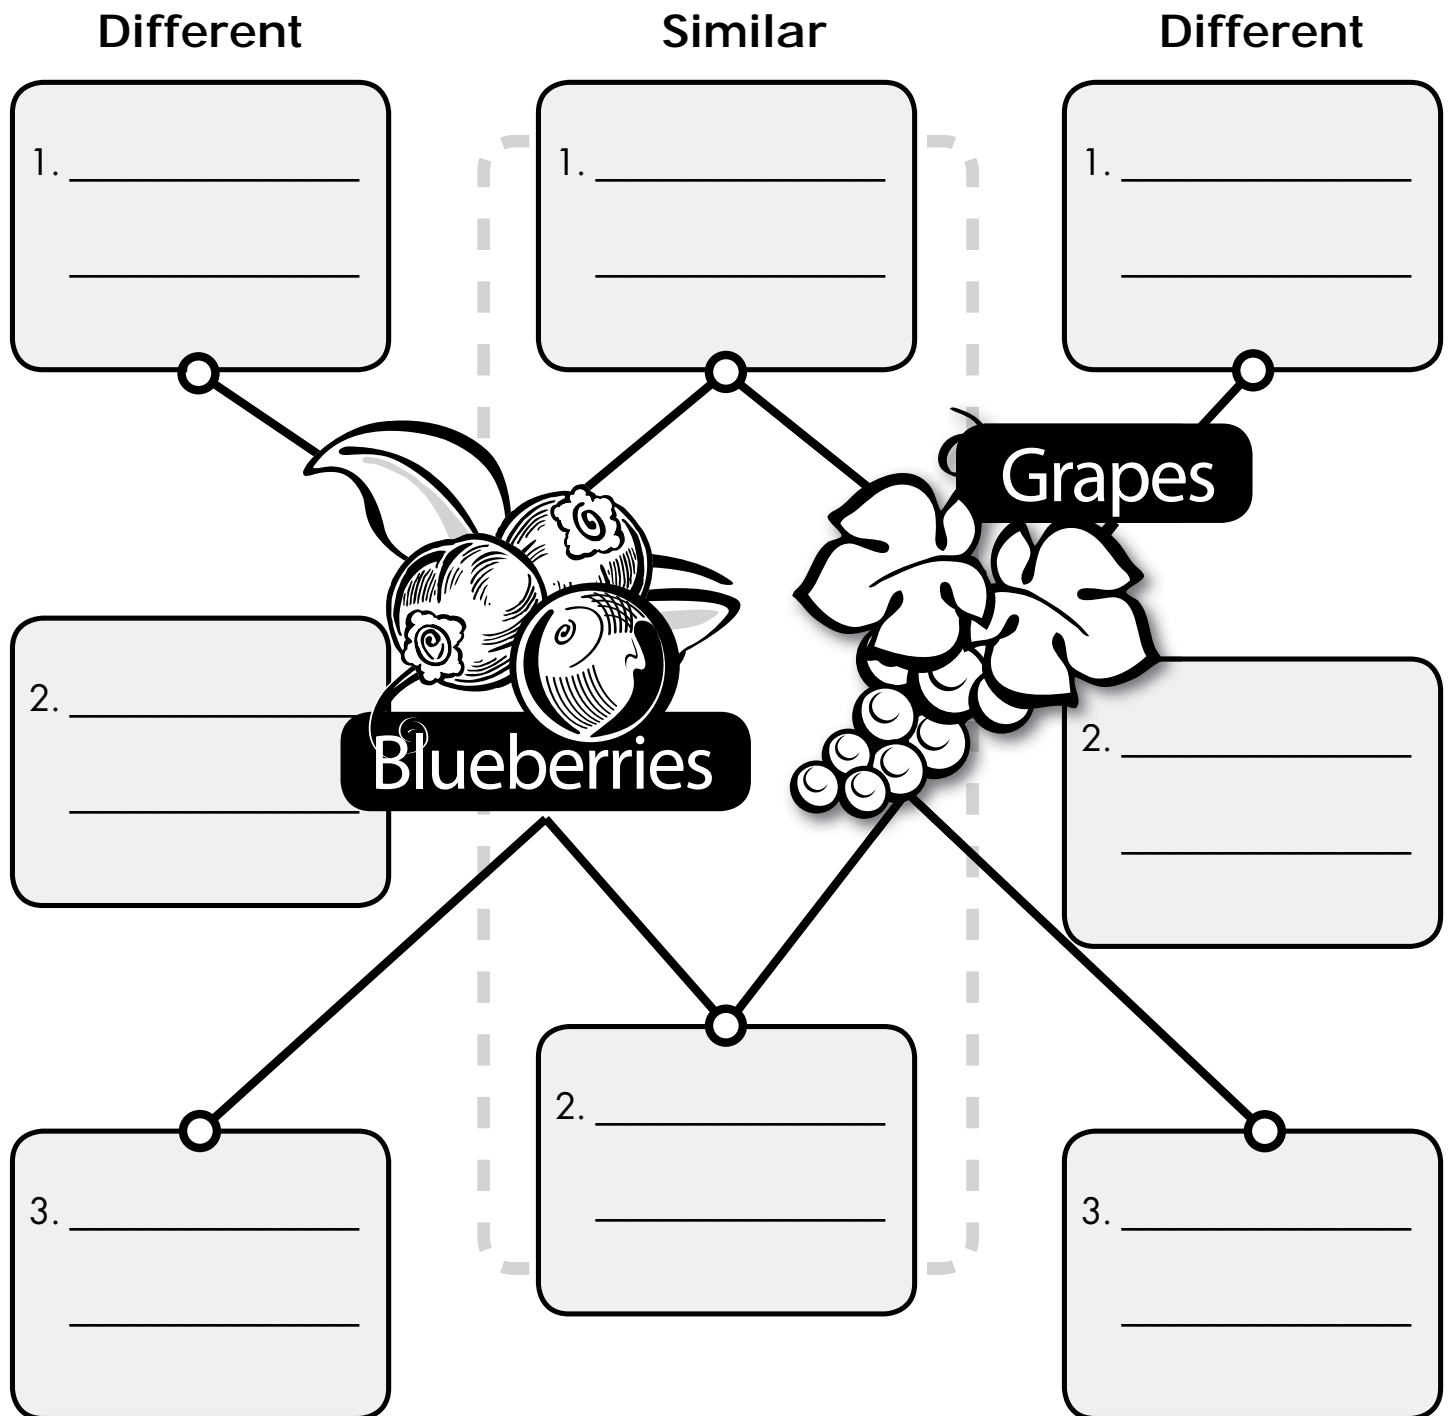 Different Similar Different
1. 1. 1.
Grapes
2.
Blueberries
2.
2.
3. 3.